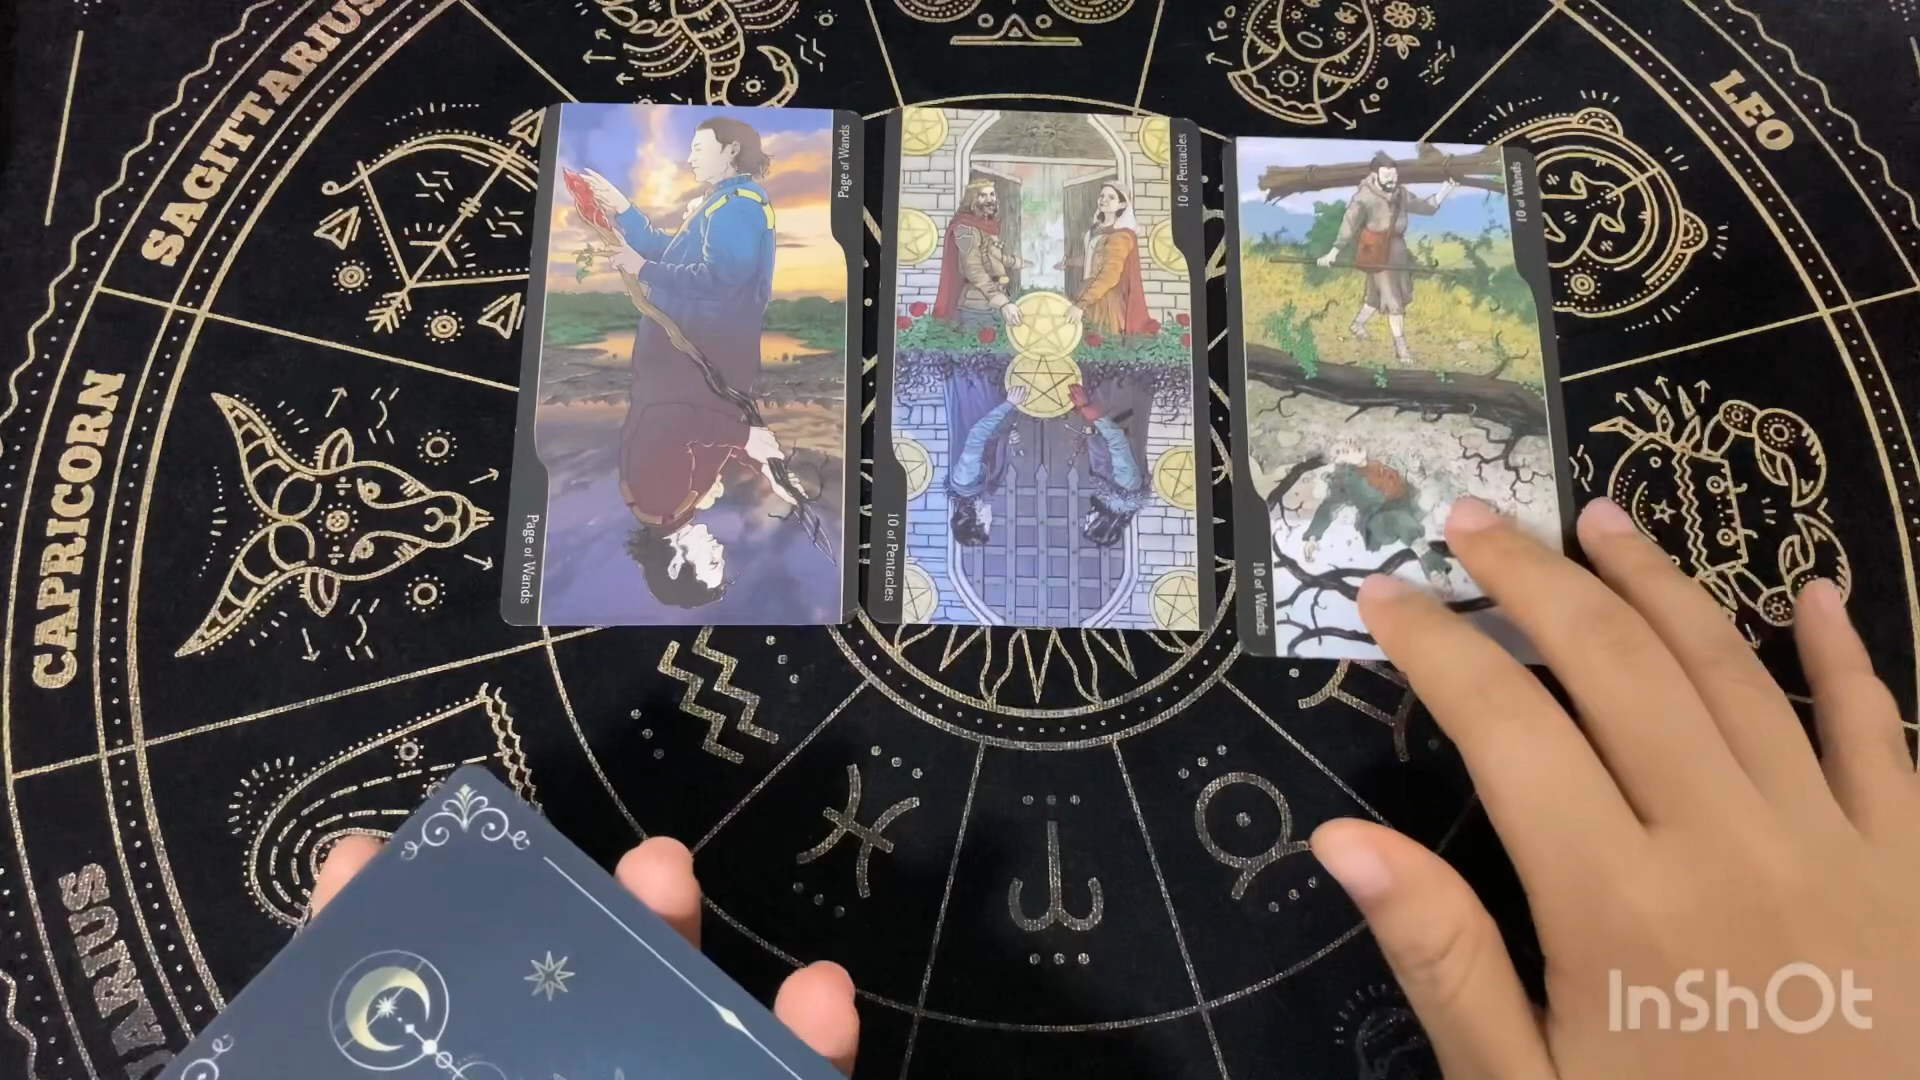 SAGITTARIUS
LEO
CAPRICORN
Page of Wands
Page of Wands
10 of Pentacles
10 of Pentacles
10 of Wands
10 of Wands
InShOt